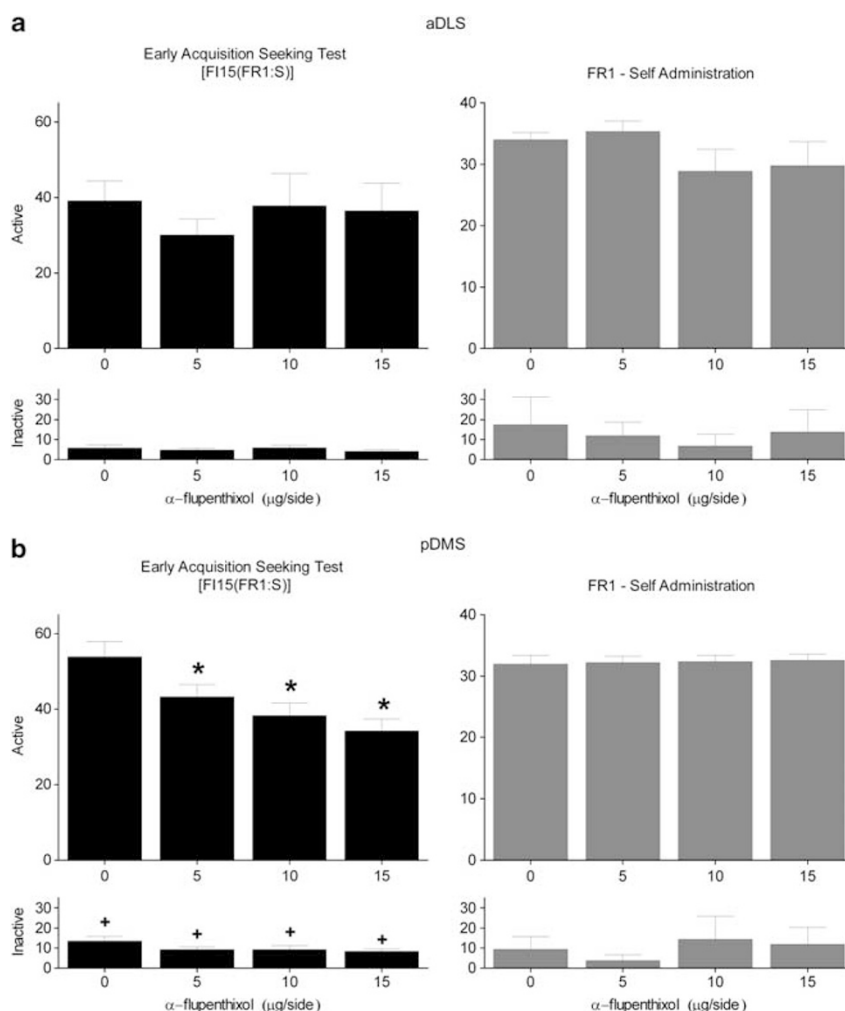 a
aDLS
Early Acquisition Seeking Test
[FI15(FR1:S)]
Active
60
40
20
0
0 5 10 15
Inactive
30
20
10
0
0 5 10 15
α−flupenthixol (μg/side)
FR1 - Self Administration
40
30
20
10
0
0 5 10 15
30
20
10
0
0 5 10 15
α−flupenthixol (μg/side)
b
pDMS
Early Acquisition Seeking Test
[FI15(FR1:S)]
Active
60
40
20
0
* * *
0 5 10 15
Inactive
30
20
10
0
+ + + +
0 5 10 15
α−flupenthixol (μg/side)
FR1 - Self Administration
40
30
20
10
0
0 5 10 15
30
20
10
0
0 5 10 15
α−flupenthixol (μg/side)